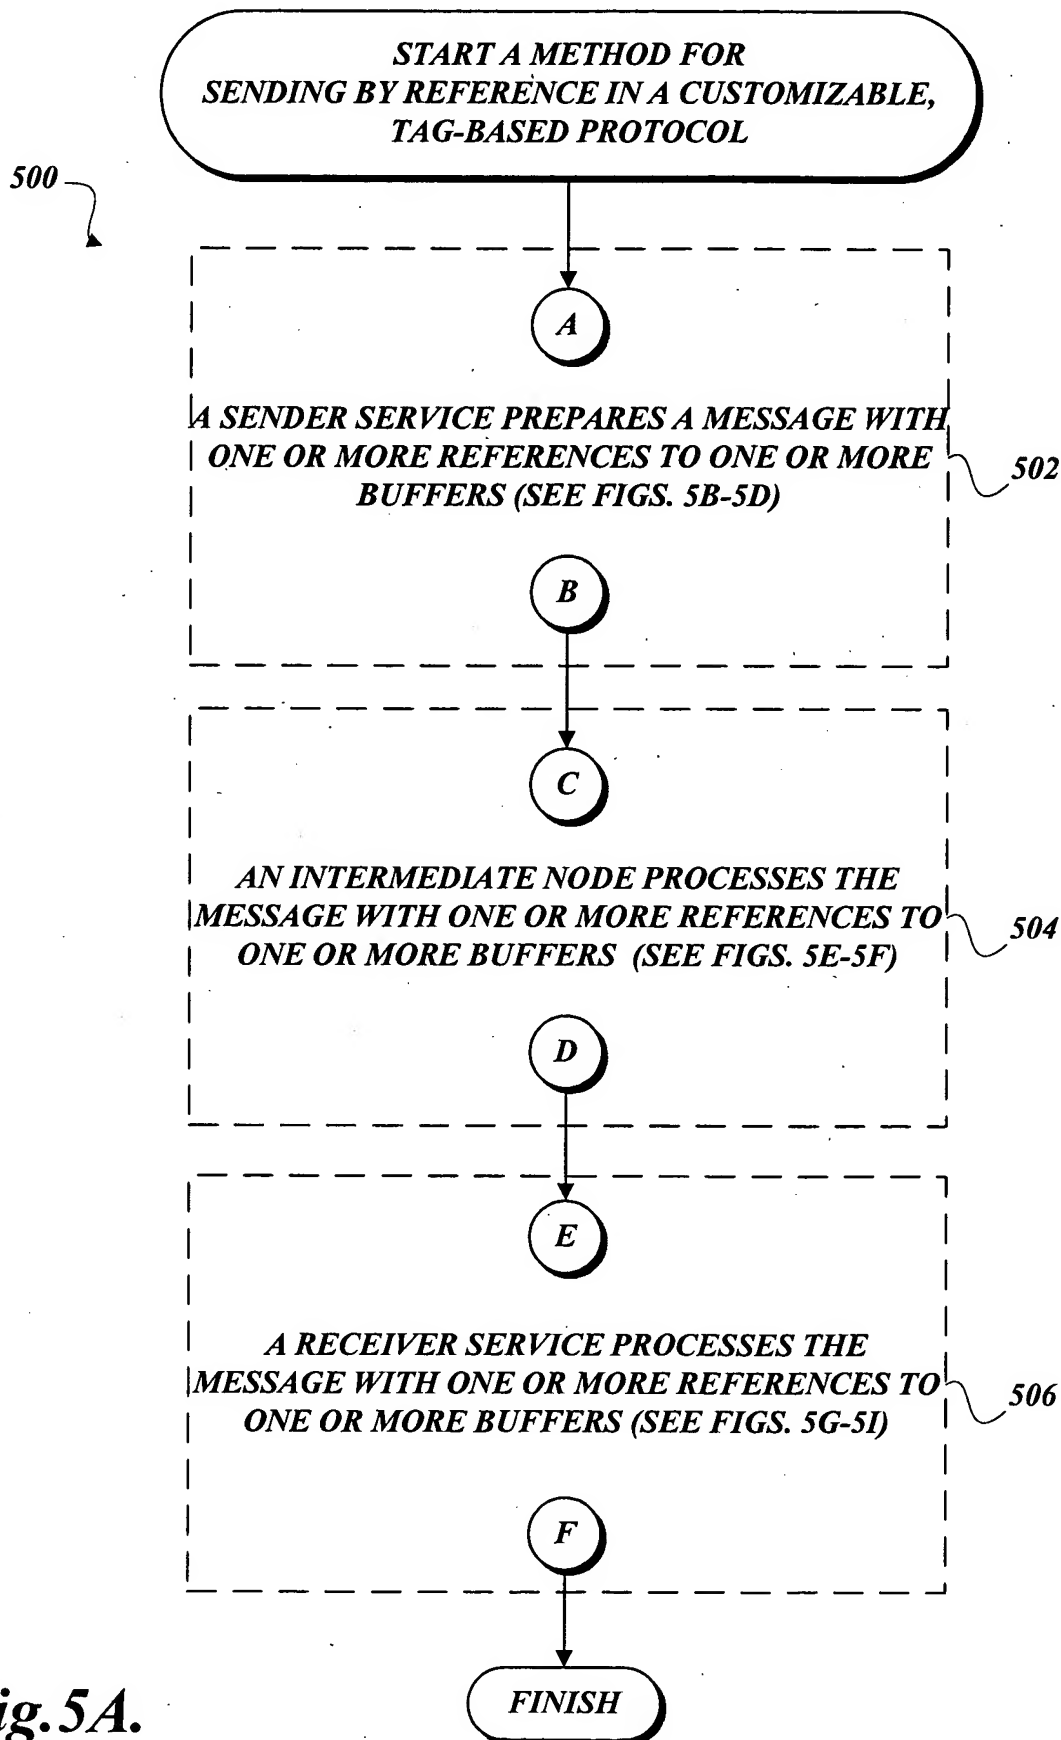 START A METHOD FOR
SENDING BY REFERENCE IN A CUSTOMIZABLE,
TAG-BASED PROTOCOL
500
A
A SENDER SERVICE PREPARES A MESSAGE WITH
ONE OR MORE REFERENCES TO ONE OR MORE
BUFFERS (SEE FIGS. 5B-5D)
502
B
C
AN INTERMEDIATE NODE PROCESSES THE
MESSAGE WITH ONE OR MORE REFERENCES TO
ONE OR MORE BUFFERS (SEE FIGS. 5E-5F)
504
D
E
A RECEIVER SERVICE PROCESSES THE
MESSAGE WITH ONE OR MORE REFERENCES TO
ONE OR MORE BUFFERS (SEE FIGS. 5G-5I)
506
F
FINISH
ig.5A.